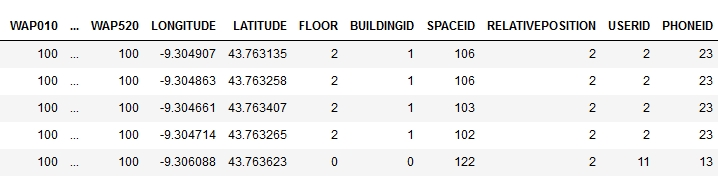 WAP010 ... WAP520 LONGITUDE LATITUDE FLOOR BUILDINGID SPACEID RELATIVEPOSITION USERID PHONEID
100 ... 100 -9.304907 43.763135 2 1 106 2 2 23
100 ... 100 -9.304863 43.763258 2 1 106 2 2 23
100 ... 100 -9.304661 43.763407 2 1 103 2 2 23
100 ... 100 -9.304714 43.763265 2 1 102 2 2 23
100 ... 100 -9.306088 43.763623 0 0 122 2 11 13